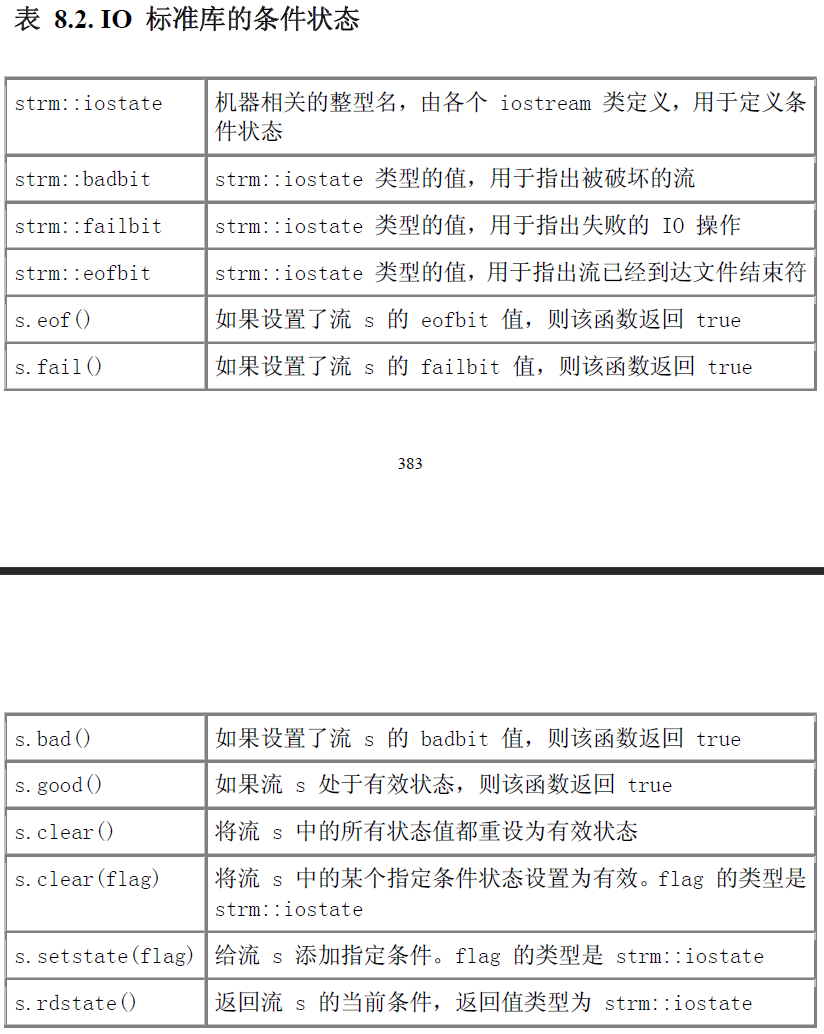 表 8.2. IO 标准库的条件状态
strm::iostate
机器相关的整型名，由各个 iostream 类定义，用于定义条
件状态
strm::badbit
strm::iostate 类型的值，用于指出被破坏的流
strm::failbit
strm::iostate 类型的值，用于指出失败的 IO 操作
strm::eofbit
strm::iostate 类型的值，用于指出流已经到达文件结束符
s.eof()
如果设置了流 s 的 eofbit 值，则该函数返回 true
s.fail()
如果设置了流 s 的 failbit 值，则该函数返回 true
383
s.bad()
如果设置了流 s 的 badbit 值，则该函数返回 true
s.good()
如果流 s 处于有效状态，则该函数返回 true
s.clear()
将流 s 中的所有状态值都重设为有效状态
s.clear(flag)
将流 s 中的某个指定条件状态设置为有效。flag 的类型是
strm::iostate
s.setstate(flag)
给流 s 添加指定条件。flag 的类型是 strm::iostate
s.rdstate()
返回流 s 的当前条件，返回值类型为 strm::iostate